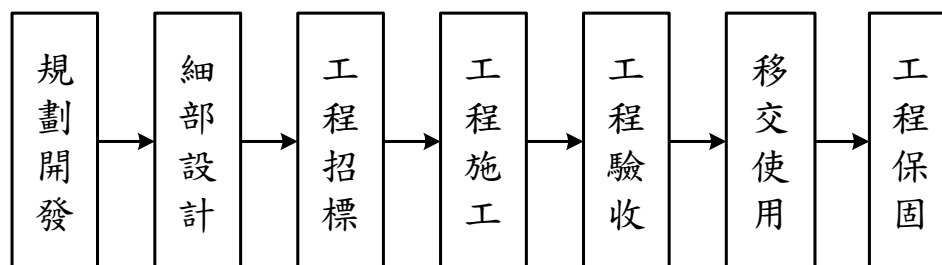 規劃開發
細部設計
工程招標
工程施工
工程驗收
移交使用
工程保固